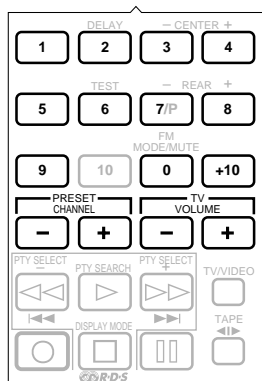 DELAY – CENTER +
1 2 3 4
TEST – REAR +
5 6 7/P 8
FM
MODE/MUTE
9 10 0 +10
PRESET TV
CHANNEL VOLUME
– + – +
PTY SELECT PTY SEARCH PTY SELECT TV/VIDEO
– +
TAPE
DISPLAY MODE
R·D·S